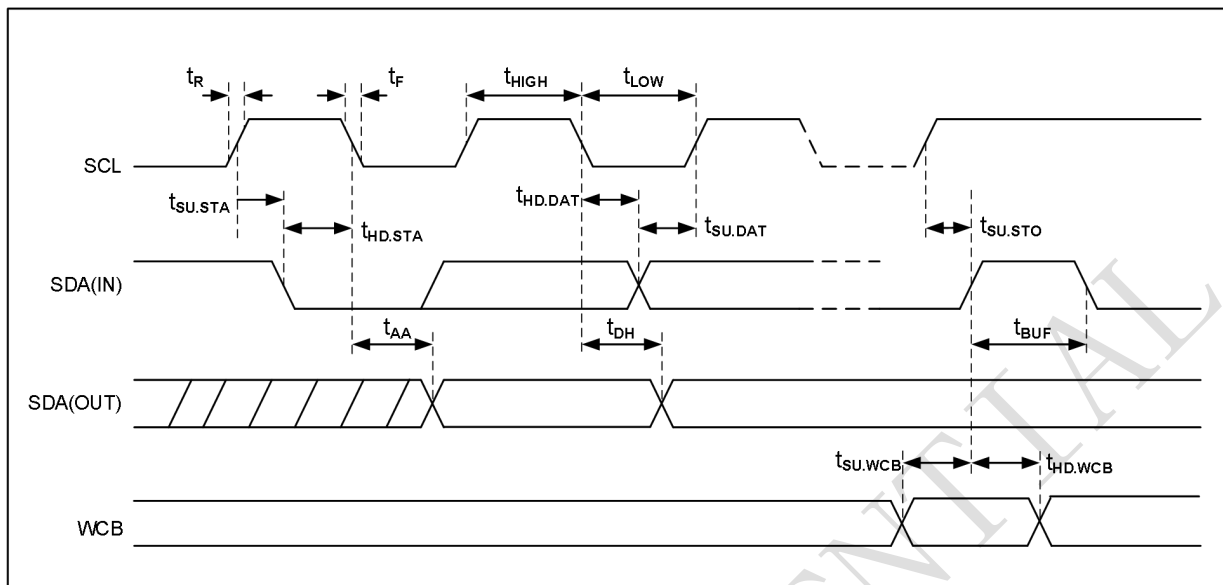 tR
tF
tHIGH
tLOW
SCL
tSU.STA
tHD.STA
tHD.DAT
tSU.DAT
tSU.STO
SDA(IN)
tAA
tDH
tBUF
SDA(OUT)
tSU.WCB
tHD.WCB
WCB
NTIAL